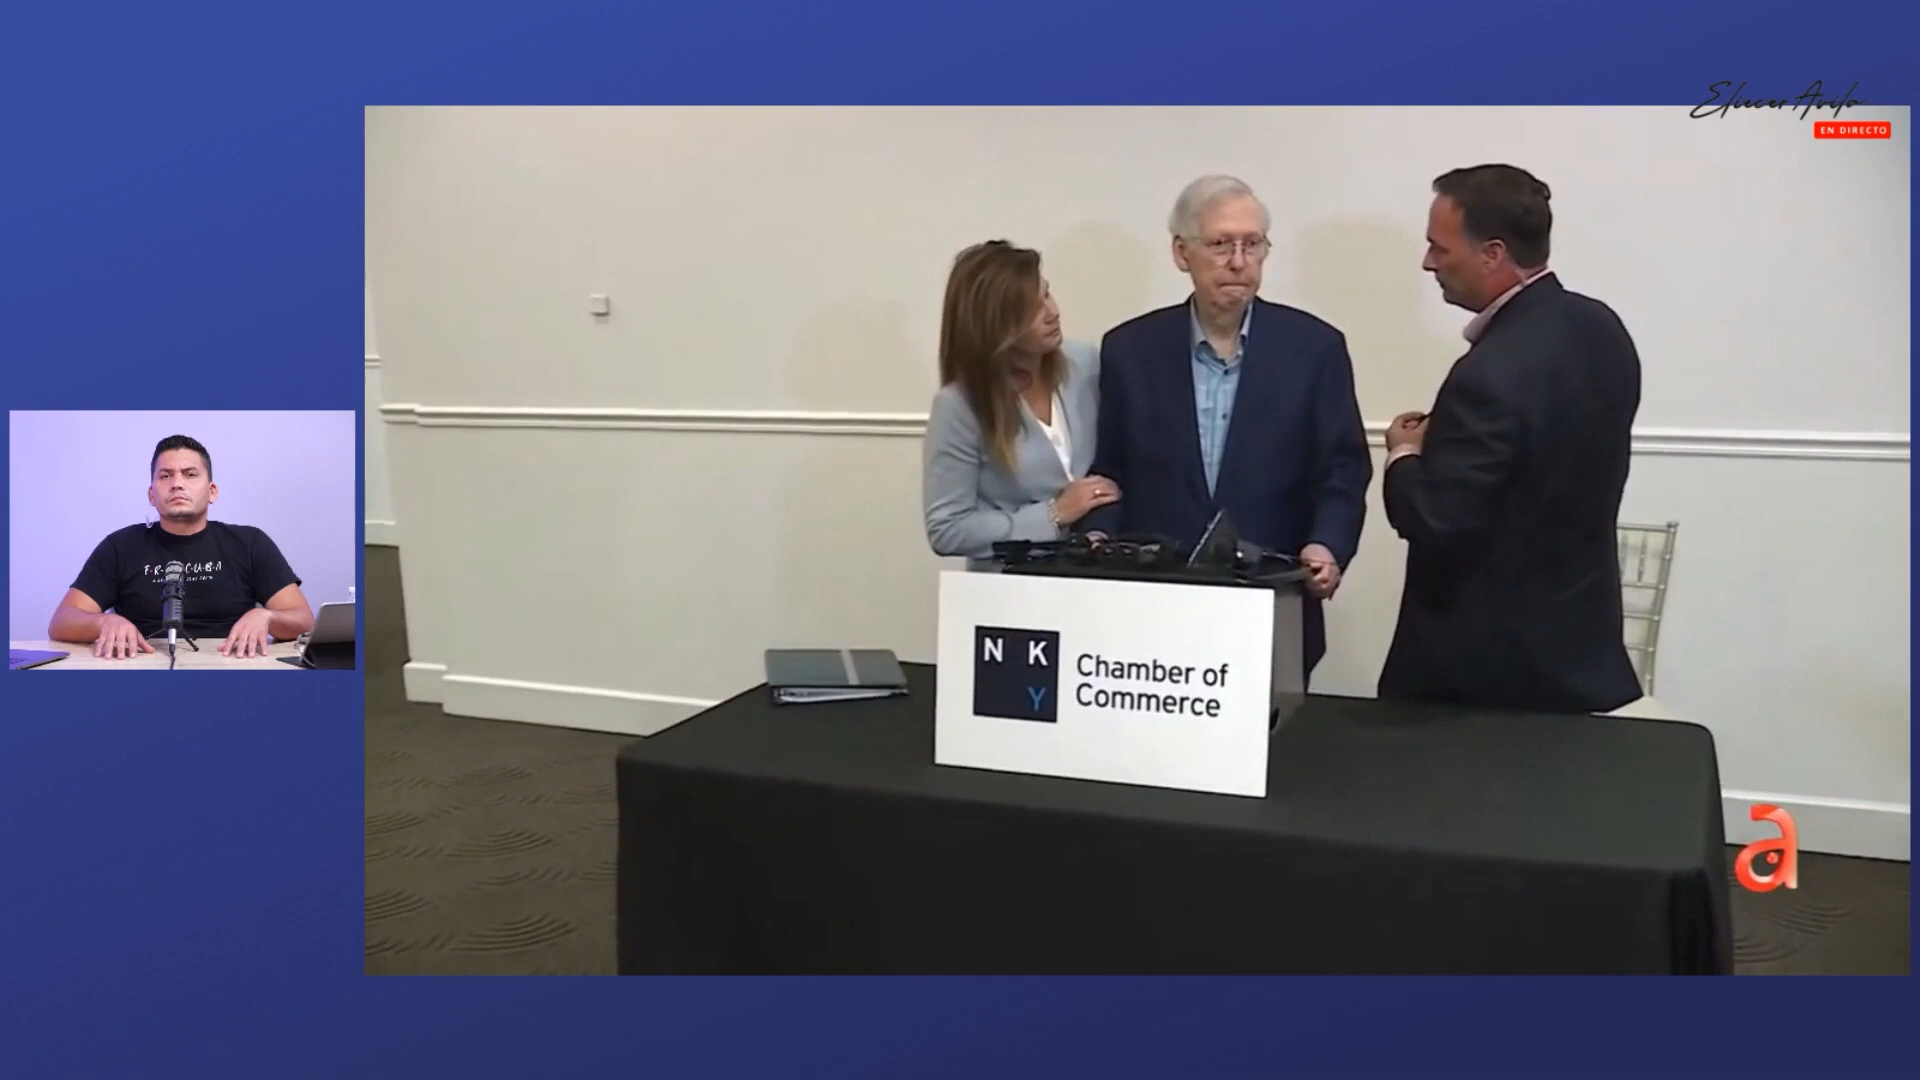 Eliecer Avila
EN DIRECTO
N K
Y
Chamber of
Commerce
a